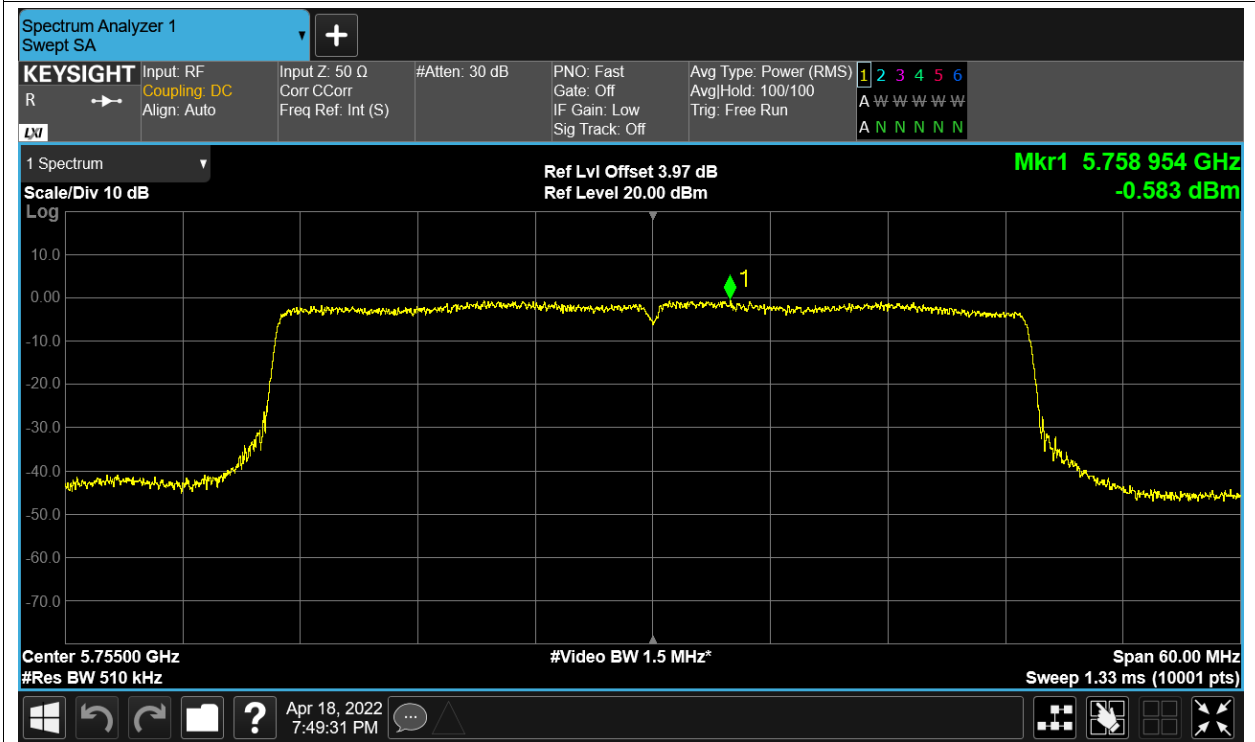 Spectrum Analyzer 1
Swept SA
+
KEYSIGHT
R
LXI
Input: RF
Coupling: DC
Align: Auto
Input Z: 50 Ω
Corr CCorr
Freq Ref: Int (S)
#Atten: 30 dB
PNO: Fast
Gate: Off
IF Gain: Low
Sig Track: Off
Avg Type: Power (RMS)
Avg|Hold: 100/100
Trig: Free Run
1 2 3 4 5 6
A W W W W W
A N N N N N
1 Spectrum
Scale/Div 10 dB
Log
Ref Lvl Offset 3.97 dB
Ref Level 20.00 dBm
Mkr1 5.758 954 GHz
-0.583 dBm
1
10.0
0.00
-10.0
-20.0
-30.0
-40.0
-50.0
-60.0
-70.0
Center 5.75500 GHz
#Res BW 510 kHz
#Video BW 1.5 MHz*
Span 60.00 MHz
Sweep 1.33 ms (10001 pts)
?
Apr 18, 2022
7:49:31 PM